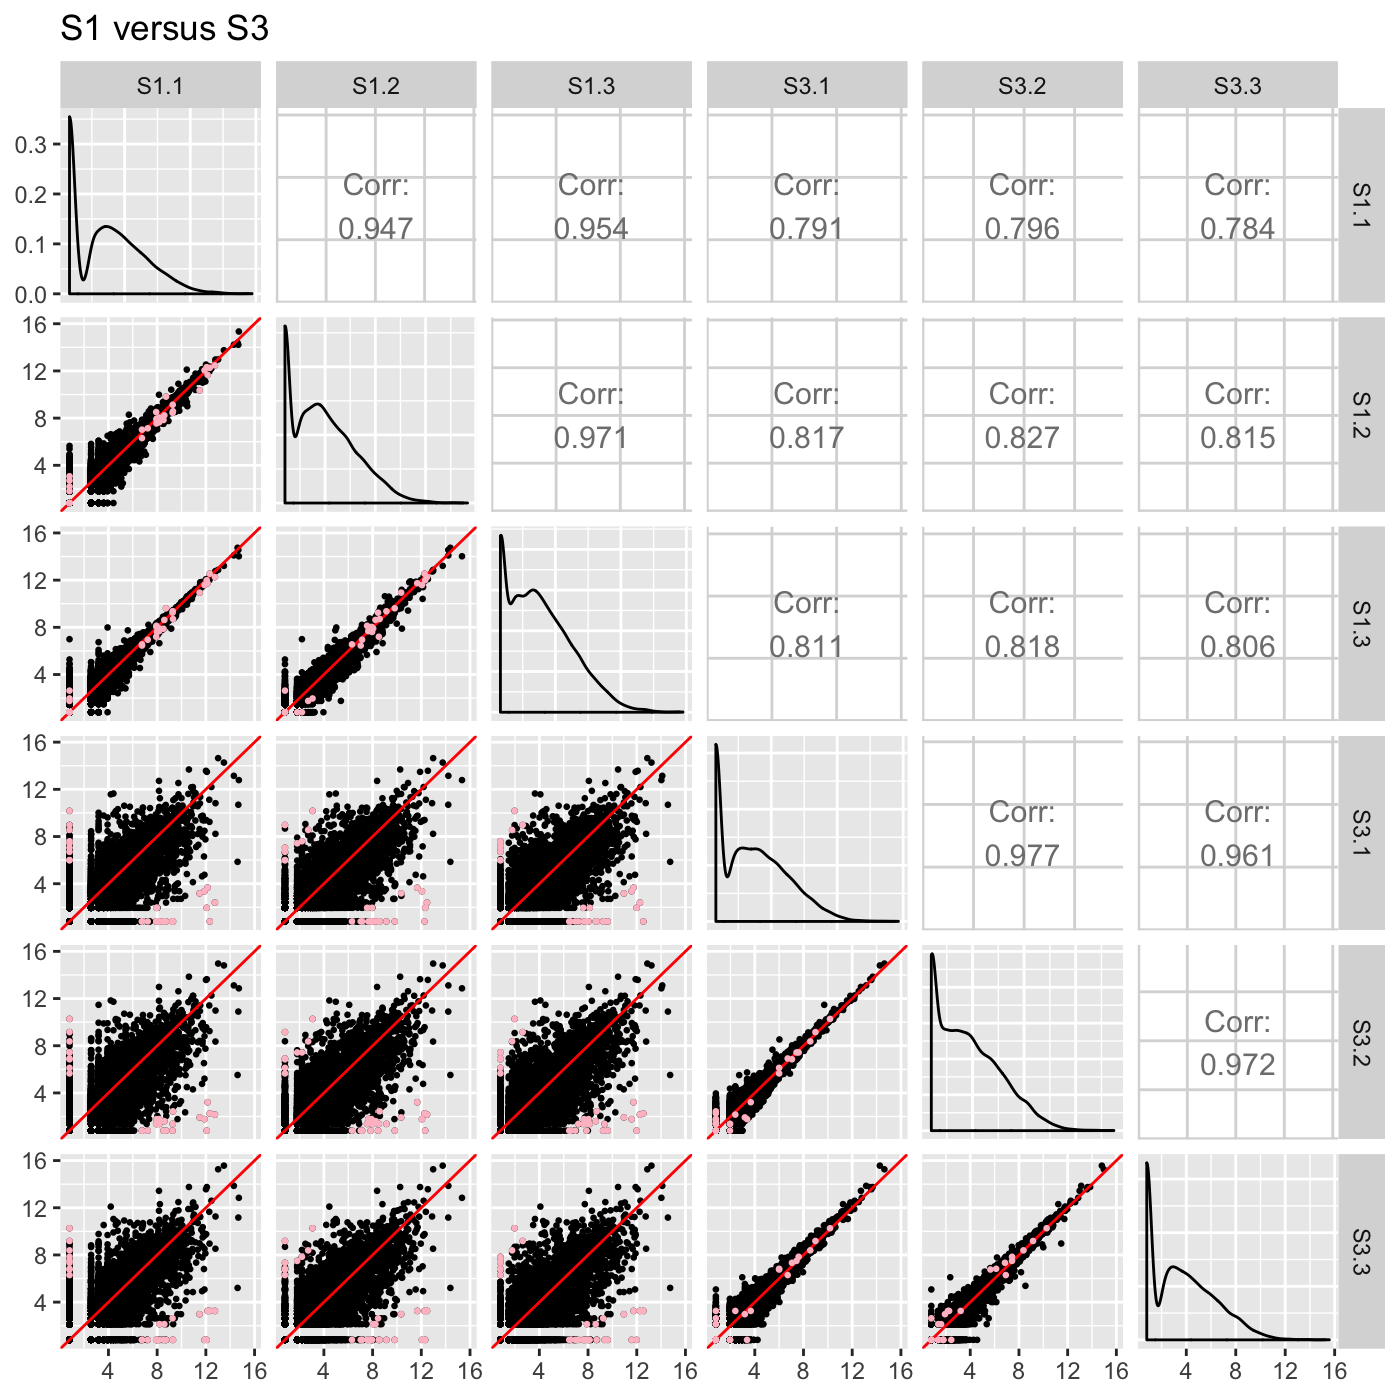 S1 versus S3
S1.1 S1.2 S1.3 S3.1 S3.2 S3.3
0.3
0.2
0.1
0.0
Corr: Corr: Corr: Corr: Corr:
0.947 0.954 0.791 0.796 0.784
S1.1
16
12
8
4
Corr: Corr: Corr: Corr:
0.971 0.817 0.827 0.815
S1.2
16
12
8
4
Corr: Corr: Corr:
0.811 0.818 0.806
S1.3
16
12
8
4
Corr: Corr:
0.977 0.961
S3.1
16
12
8
4
Corr:
0.972
S3.2
16
12
8
4
S3.3
4 8 12 16 4 8 12 16 4 8 12 16 4 8 12 16 4 8 12 16 4 8 12 16